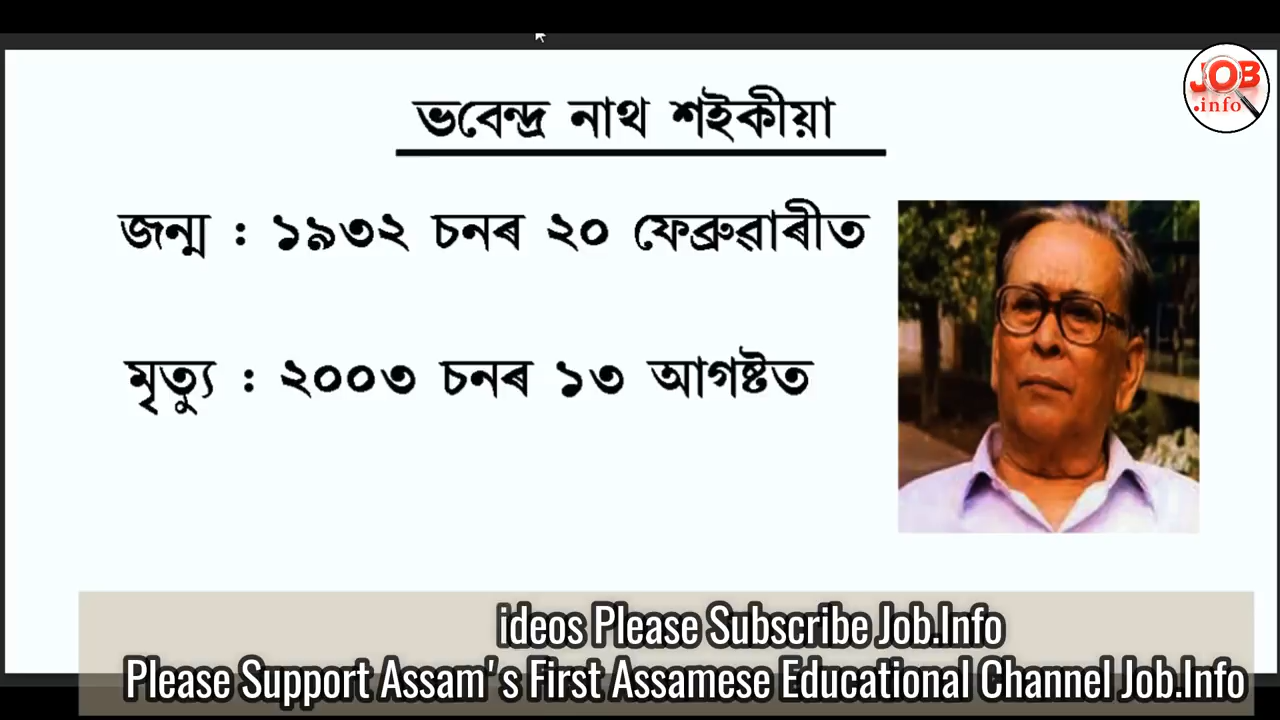 JOB
.info
ভবেন্দ্ৰ নাথ শইকীয়া
জন্ম : ১৯৩২ চনৰ ২০ ফেব্ৰুৱাৰীত
মৃত্যু : ২০০৩ চনৰ ১৩ আগষ্টত
ideos Please Subscribe Job.Info
Please Support Assam's First Assamese Educational Channel Job.Info